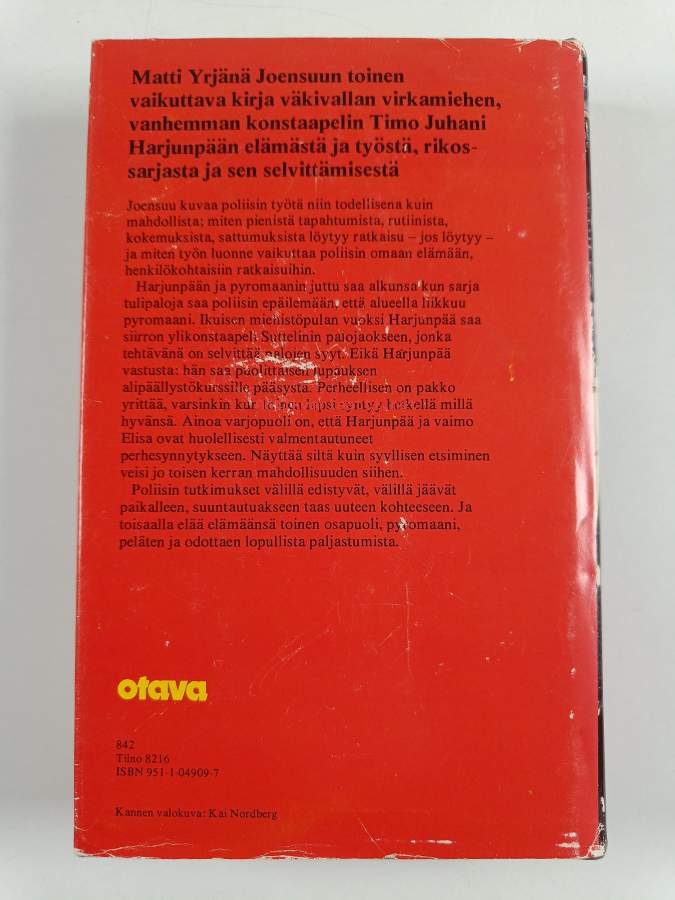 Matti Yrjänä Joensuun toinen
vaikuttava kirja väkivallan virkamiehen,
vanhemman konstaapelin Timo Juhani
Harjunpään elämästä ja työstä, rikos-
sarjasta ja sen selvittämisestä
Joensuu kuvaa poliisin työtä niin todellisena kuin
mahdollista; miten pienistä tapahtumista, rutiinista,
kokemuksista, sattumuksista löytyy ratkaisu – jos löytyy –
ja miten työn luonne vaikuttaa poliisin omaan elämään,
henkilökohtaisiin ratkaisuihin.
Harjunpään ja pyromaanin juttu saa alkunsa kun sarja
tulipaloja saa poliisin epäilemään, että alueella liikkuu
pyromaani. Ikuisen miehistöpulan vuoksi Harjunpää saa
siirron ylikonstaapeli Suttelinin palojaokseen, jonka
tehtävänä on selvittää palojen syyt. Eikä Harjunpää
vastusta: hän saa puolittaisen lupauksen
alipäällystökurssille pääsystä. Perheellisen on pakko
yrittää, varsinkin kun toinen lapsi syntyy hetkellä millä
hyvänsä. Ainoa varjopuoli on, että Harjunpää ja vaimo
Elisa ovat huolellisesti valmentautuneet
perhesynnytykseen. Näyttää siltä kuin syyllisen etsiminen
veisi jo toisen kerran mahdollisuuden siihen.
Poliisin tutkimukset välillä edistyvät, välillä jäävät
paikalleen, suuntautuakseen taas uuteen kohteeseen. Ja
toisaalla elää elämäänsä toinen osapuoli, pyromaani,
peläten ja odottaen lopullista paljastumista.
otava
842
Tilno 8216
ISBN 951-1-04909-7
Kannen valokuva: Kai Nordberg